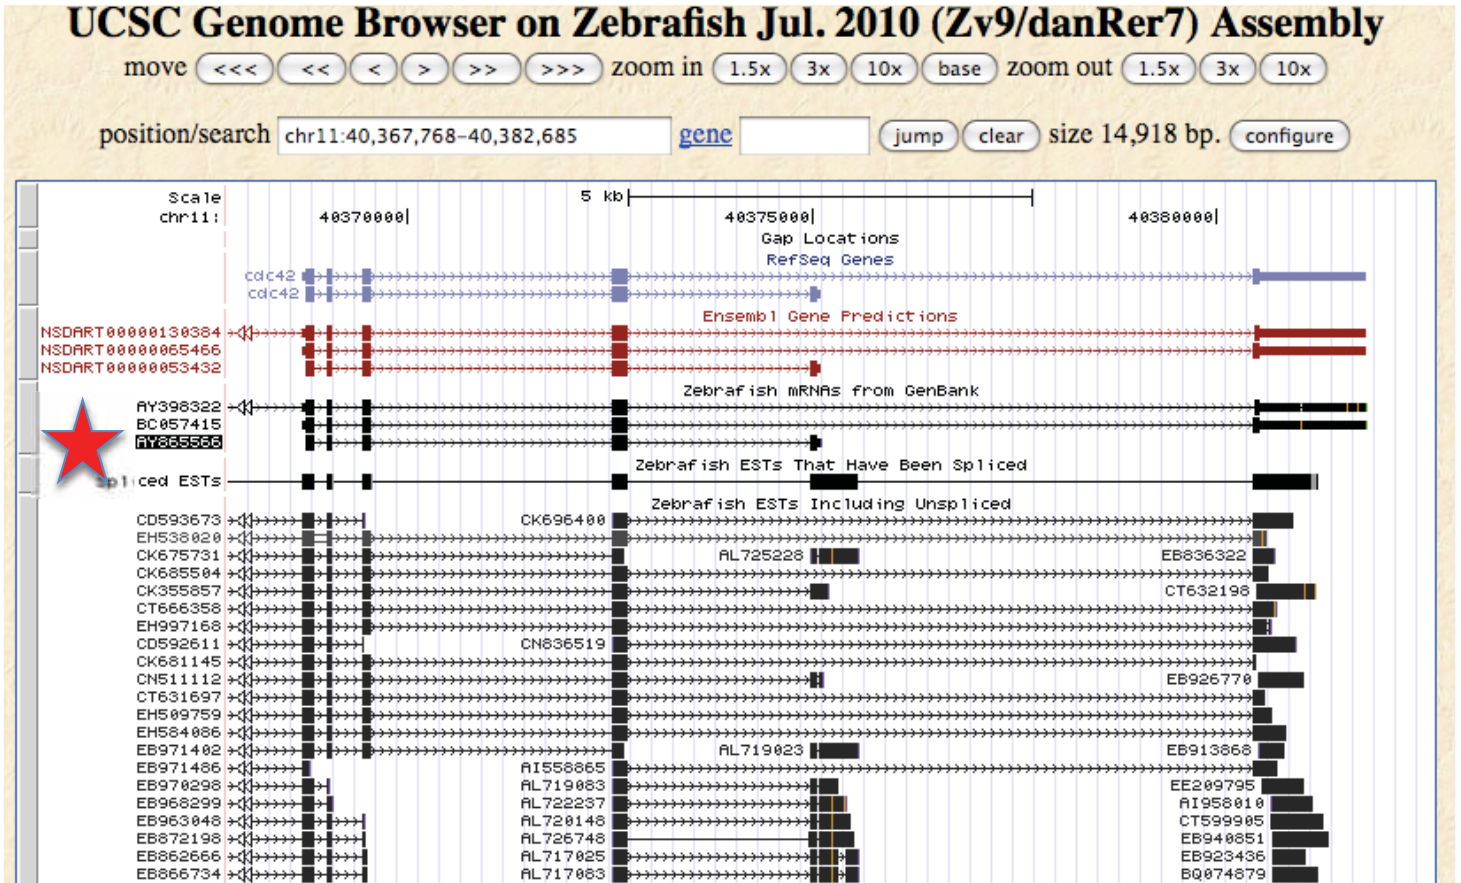 UCSC Genome Browser on Zebrafish Jul. 2010 (Zv9/danRer7) Assembly
move <<< << < > >> >>> zoom in 1.5x 3x 10x base zoom out 1.5x 3x 10x
position/search chr11:40,367,768-40,382,685 gene jump clear size 14,918 bp. configure
Scale 5 kb
chr11: 40370000 40375000 40380000
Gap Locations
RefSeq Genes
cdc42
cdc42
Ensembl Gene Predictions
NSDART00000130384
NSDART00000065466
NSDART00000053432
Zebrafish mRNAs from GenBank
AY398322
BC057415
AY865566
Zebrafish ESTs That Have Been Spliced
Spliced ESTs
Zebrafish ESTs Including Unspliced
CD593673 CK696400
EH538020
CK675731 AL725228 EB836322
CK685504
CK355857 CT632198
CT666358
EH997168
CD592611 CN836519
CK681145
CN511112 EB926770
CT631697
EH509759
EH584086
EB971402 AL719023 EB913868
EB971486 AI558865
EB970298 AL719083 EE209795
EB968299 AL722237 AI958010
EB963048 AL720148 CT599905
EB872198 AL726748 EB940851
EB862666 AL717025 EB923436
EB866734 AL717083 BQ074879